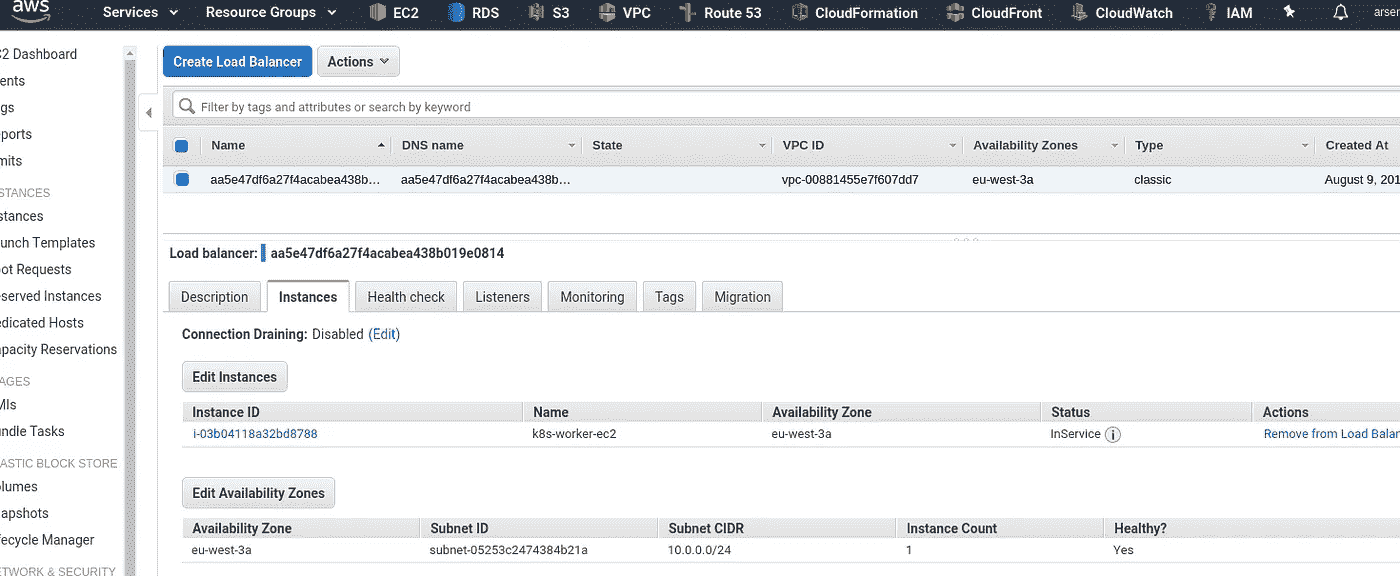 aws Services Resource Groups EC2 RDS S3 VPC Route 53 CloudFormation CloudFront CloudWatch IAM arser
C2 Dashboard
ents
gs
ports
mits
STANCES
stances
unch Templates
ot Requests
served Instances
edicated Hosts
apacity Reservations
AGES
MIs
ndle Tasks
ASTIC BLOCK STORE
olumes
apshots
fecycle Manager
TWORK & SECURITY
Create Load Balancer Actions
Filter by tags and attributes or search by keyword
Name DNS name State VPC ID Availability Zones Type Created At
aa5e47df6a27f4acabea438b... aa5e47df6a27f4acabea438b... vpc-00881455e7f607dd7 eu-west-3a classic August 9, 201
Load balancer: aa5e47df6a27f4acabea438b019e0814
Description Instances Health check Listeners Monitoring Tags Migration
Connection Draining: Disabled (Edit)
Edit Instances
Instance ID Name Availability Zone Status Actions
i-03b04118a32bd8788 k8s-worker-ec2 eu-west-3a InService i Remove from Load Balan
Edit Availability Zones
Availability Zone Subnet ID Subnet CIDR Instance Count Healthy?
eu-west-3a subnet-05253c2474384b21a 10.0.0.0/24 1 Yes